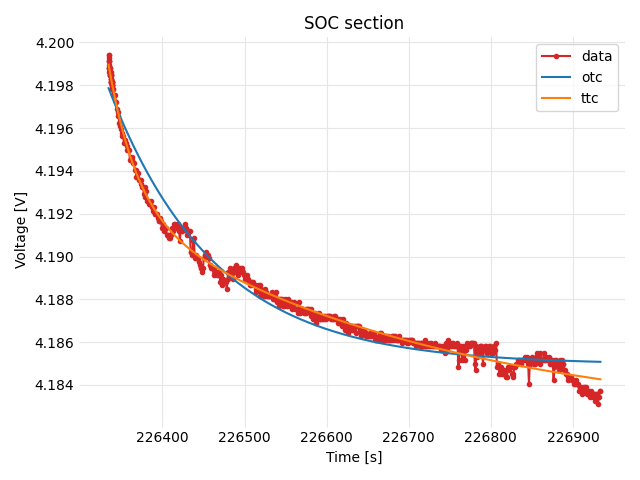 SOC section
4.200
4.198
4.196
4.194
4.192
4.190
4.188
4.186
4.184
Voltage [V]
data
otc
ttc
226400 226500 226600 226700 226800 226900
Time [s]